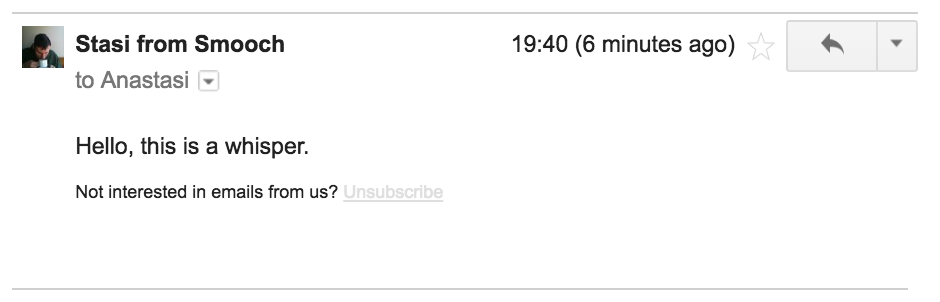 Stasi from Smooch 19:40 (6 minutes ago)
to Anastasi
Hello, this is a whisper.
Not interested in emails from us? Unsubscribe